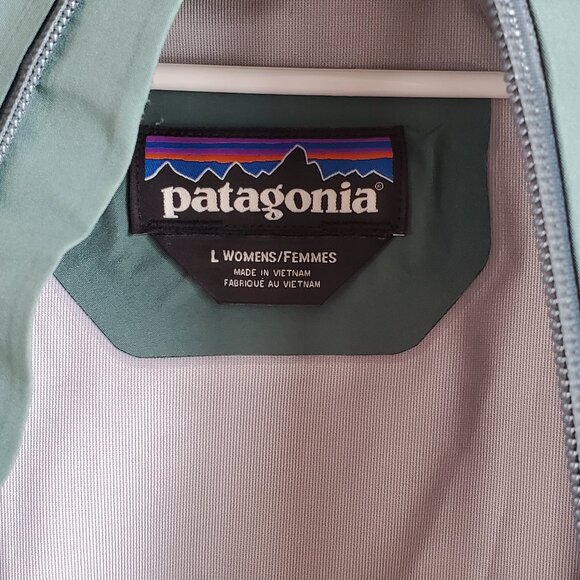 patagonia®
L WOMENS/FEMMES
MADE IN VIETNAM
FABRIQUÉ AU VIETNAM